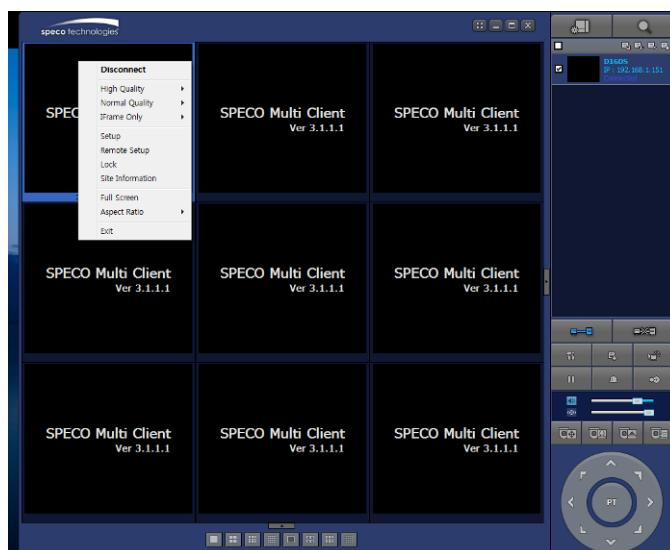 speco technologies
Disconnect
High Quality
Normal Quality
IFrame Only
Setup
Remote Setup
Lock
Site Information
Full Screen
Aspect Ratio
Exit
SPEC
SPECO Multi Client
Ver 3.1.1.1
SPECO Multi Client
Ver 3.1.1.1
SPECO Multi Client
Ver 3.1.1.1
SPECO Multi Client
Ver 3.1.1.1
SPECO Multi Client
Ver 3.1.1.1
SPECO Multi Client
Ver 3.1.1.1
SPECO Multi Client
Ver 3.1.1.1
SPECO Multi Client
Ver 3.1.1.1
D16DS
IP : 192.168.1.151
Connected
PT